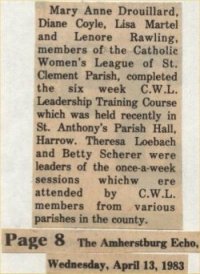 Mary Anne Drouillard,
Diane Coyle, Lisa Martel
and Lenore Rawling,
members of the Catholic
Women's League of St.
Clement Parish, completed
the six week C.W.L.
Leadership Training Course
which was held recently in
St. Anthony's Parish Hall,
Harrow. Theresa Loebach
and Betty Scherer were
leaders of the once-a-week
sessions whichw ere
attended by C.W.L.
members from various
parishes in the county.
Page 8 The Amherstburg Echo,
Wednesday, April 13, 1983